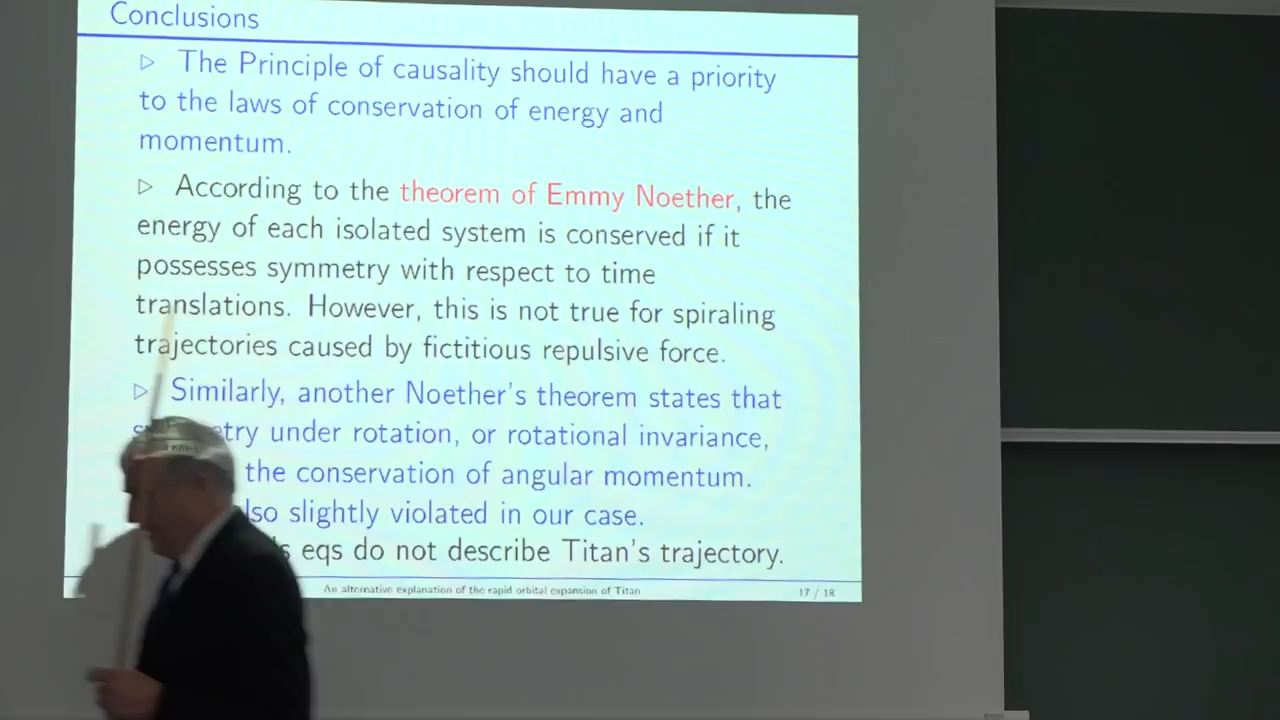 Conclusions
▷ The Principle of causality should have a priority
to the laws of conservation of energy and
momentum.
▷ According to the theorem of Emmy Noether, the
energy of each isolated system is conserved if it
possesses symmetry with respect to time
translations. However, this is not true for spiraling
trajectories caused by fictitious repulsive force.
▷ Similarly, another Noether's theorem states that
under rotation, or rotational invariance,
the conservation of angular momentum.
slightly violated in our case.
eqs do not describe Titan's trajectory.
An alternative explanation of the rapid orbital expansion of Titan
17 / 18